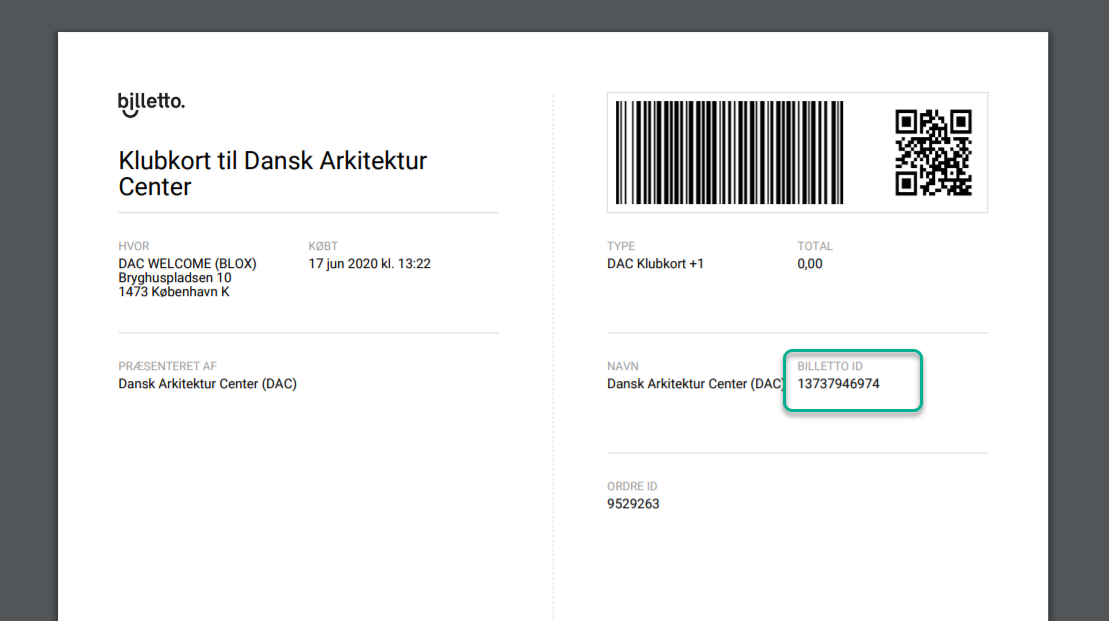 billetto.
Klubkort til Dansk Arkitektur
Center
HVOR
DAC WELCOME (BLOX)
Bryghuspladsen 10
1473 København K
KØBT
17 jun 2020 kl. 13:22
PRÆSENTERET AF
Dansk Arkitektur Center (DAC)
TYPE
DAC Klubkort +1
TOTAL
0,00
NAVN
Dansk Arkitektur Center (DAC)
BILLETTO ID
13737946974
ORDRE ID
9529263